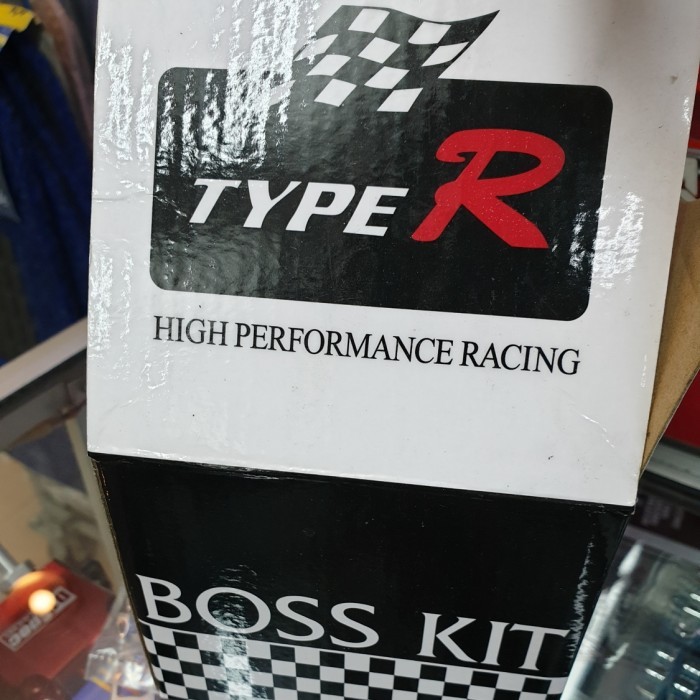 TYPE R
HIGH PERFORMANCE RACING
BOSS KIT